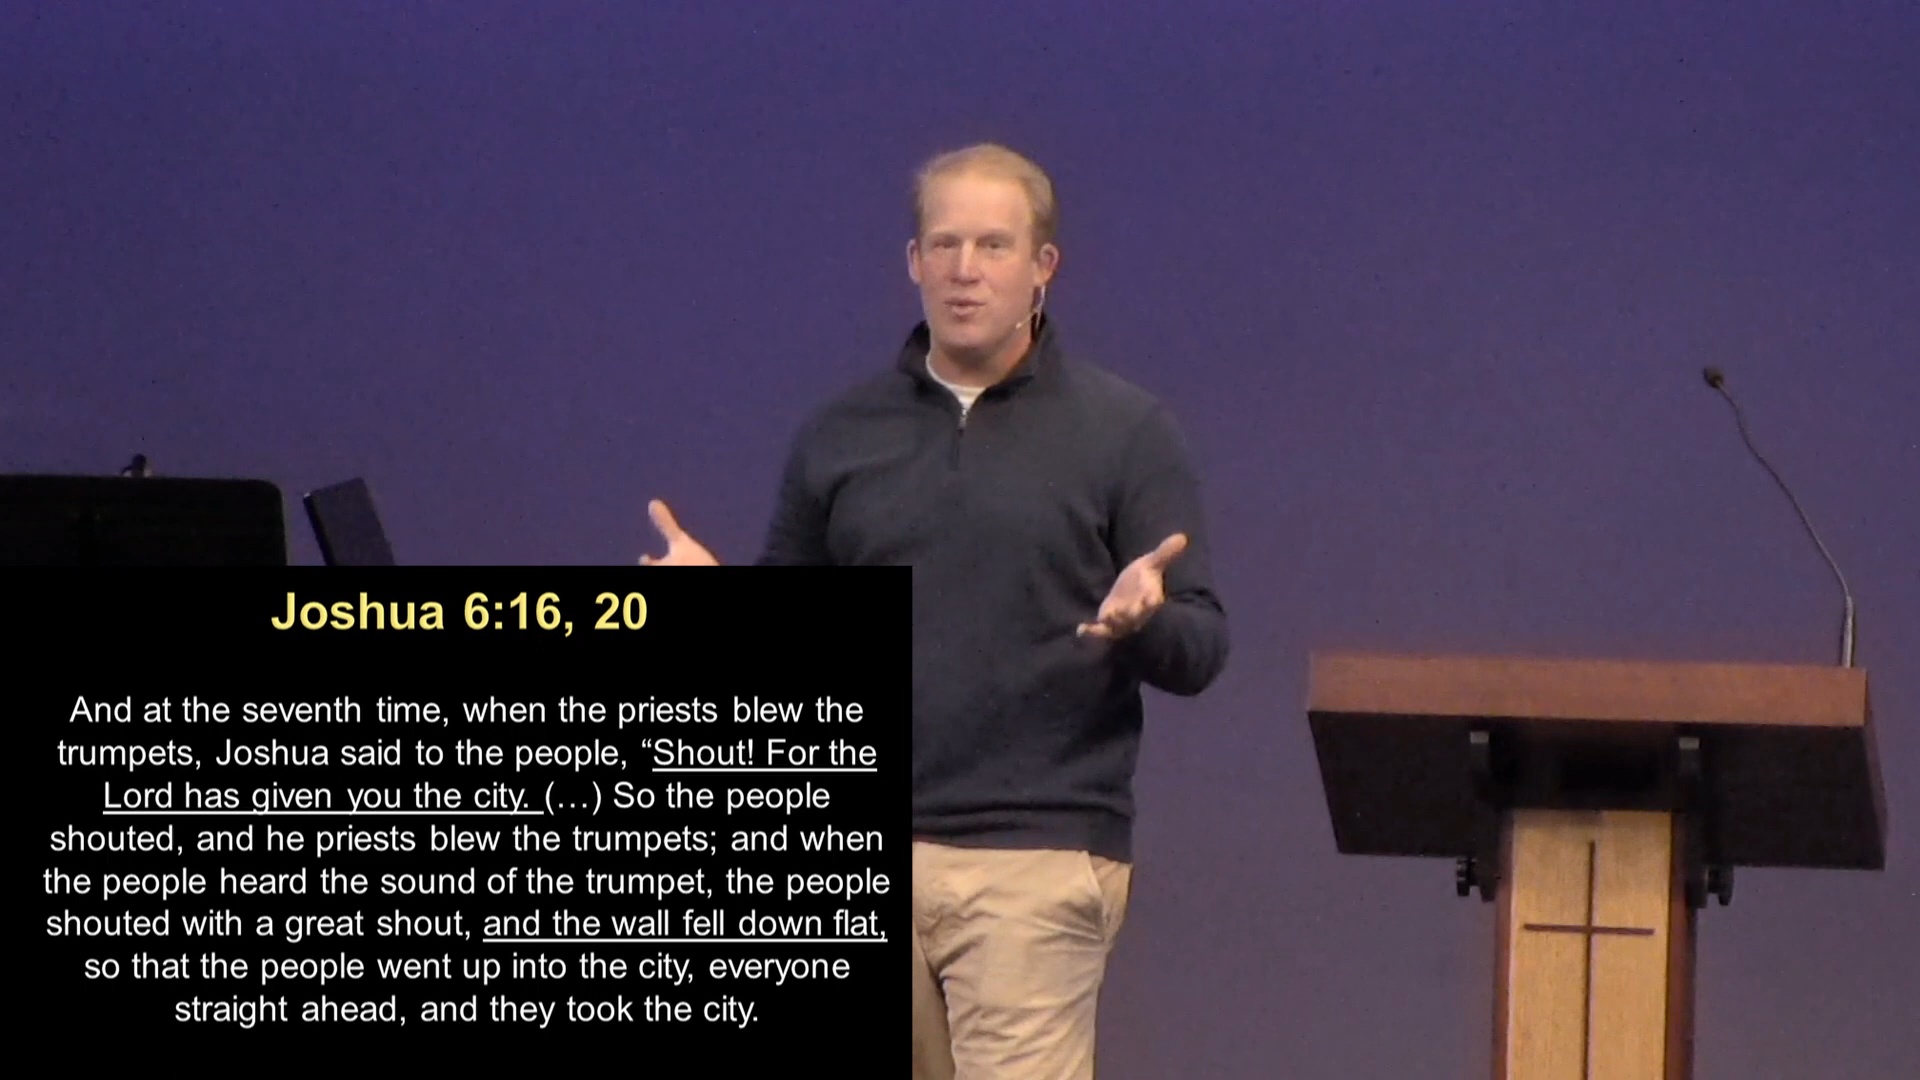 Joshua 6:16, 20
And at the seventh time, when the priests blew the
trumpets, Joshua said to the people, “Shout! For the
Lord has given you the city. (…) So the people
shouted, and he priests blew the trumpets; and when
the people heard the sound of the trumpet, the people
shouted with a great shout, and the wall fell down flat,
so that the people went up into the city, everyone
straight ahead, and they took the city.